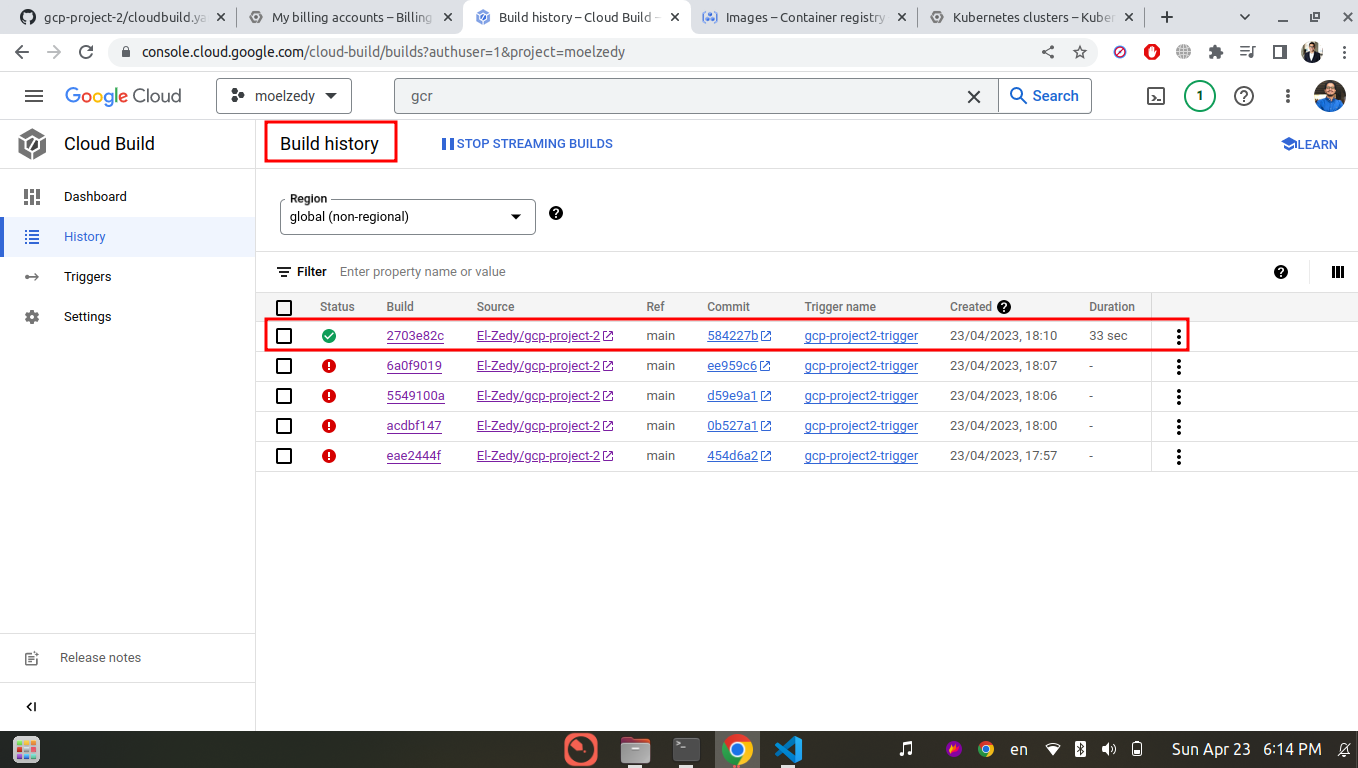 gcp-project-2/cloudbuild.ya
My billing accounts – Billing
Build history – Cloud Build –
Images – Container registry
Kubernetes clusters – Kuber
console.cloud.google.com/cloud-build/builds?authuser=1&project=moelzedy
Google Cloud
moelzedy
gcr
Search
1
Cloud Build
Build history
STOP STREAMING BUILDS
LEARN
Dashboard
History
Triggers
Settings
Release notes
Region
global (non-regional)
Filter Enter property name or value
Status Build Source Ref Commit Trigger name Created Duration
2703e82c El-Zedy/gcp-project-2 main 584227b gcp-project2-trigger 23/04/2023, 18:10 33 sec
6a0f9019 El-Zedy/gcp-project-2 main ee959c6 gcp-project2-trigger 23/04/2023, 18:07 -
5549100a El-Zedy/gcp-project-2 main d59e9a1 gcp-project2-trigger 23/04/2023, 18:06 -
acdbf147 El-Zedy/gcp-project-2 main 0b527a1 gcp-project2-trigger 23/04/2023, 18:00 -
eae2444f El-Zedy/gcp-project-2 main 454d6a2 gcp-project2-trigger 23/04/2023, 17:57 -
en
Sun Apr 23 6:14 PM